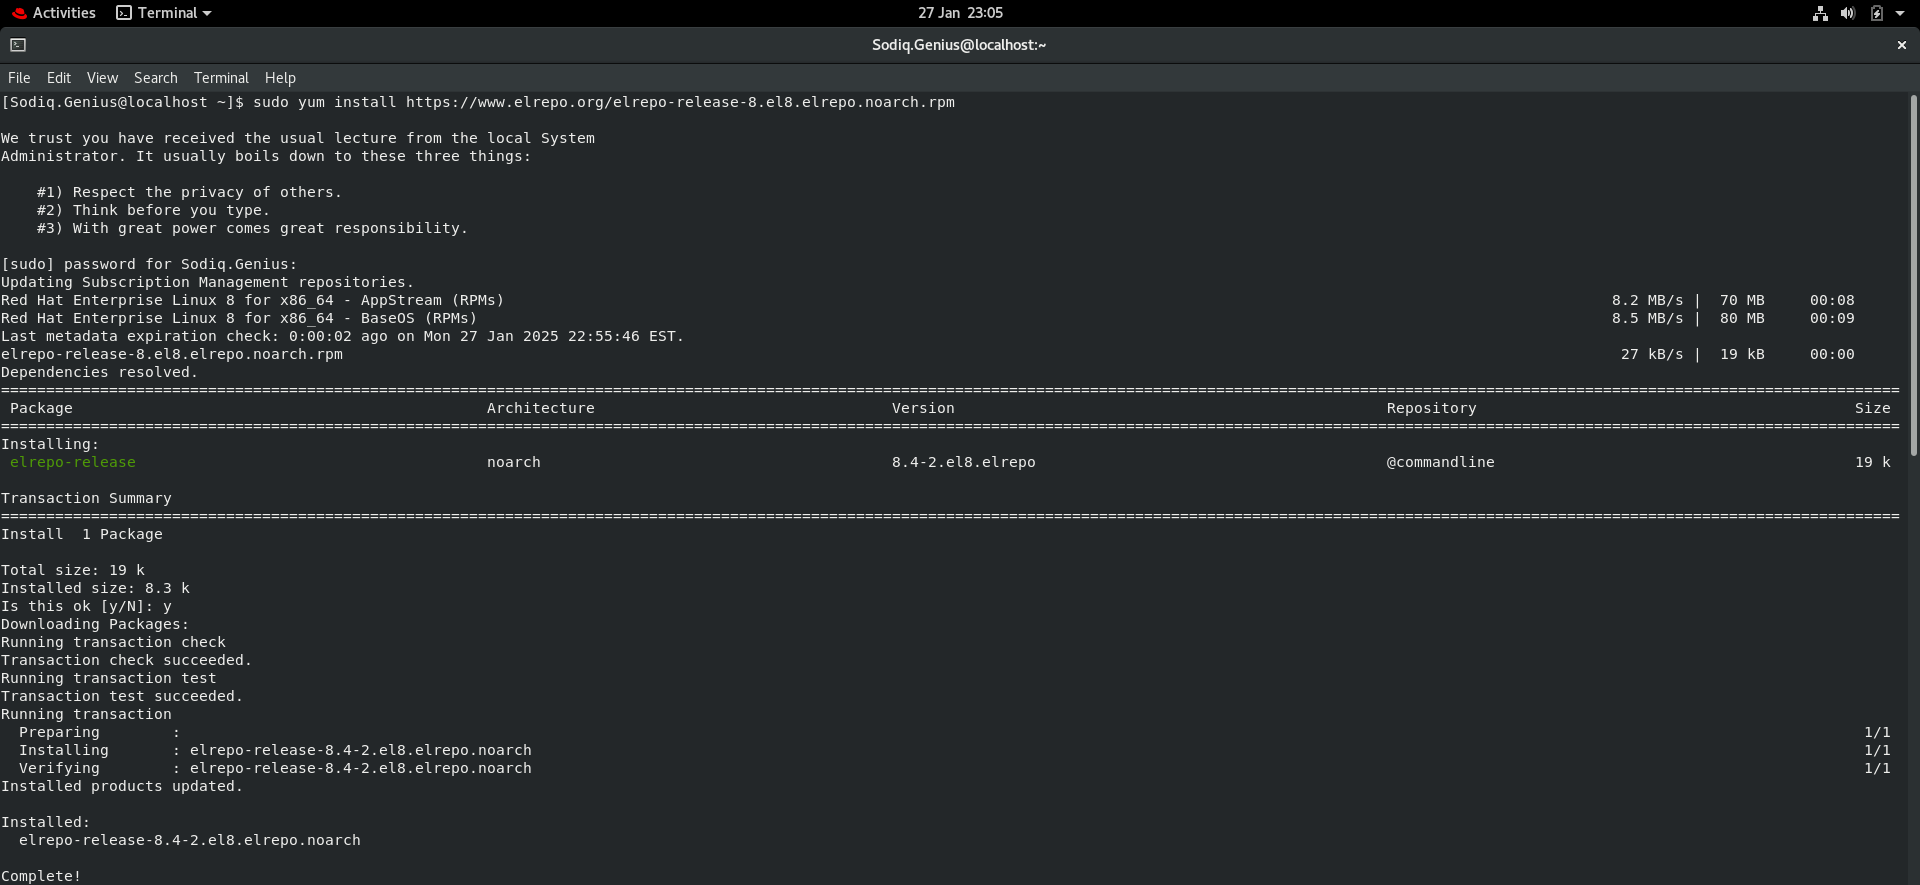 Activities Terminal 27 Jan 23:05
Sodiq.Genius@localhost:~
File Edit View Search Terminal Help
[Sodiq.Genius@localhost ~]$ sudo yum install https://www.elrepo.org/elrepo-release-8.el8.elrepo.noarch.rpm
We trust you have received the usual lecture from the local System
Administrator. It usually boils down to these three things:
#1) Respect the privacy of others.
#2) Think before you type.
#3) With great power comes great responsibility.
[sudo] password for Sodiq.Genius:
Updating Subscription Management repositories.
Red Hat Enterprise Linux 8 for x86_64 - AppStream (RPMs) 8.2 MB/s | 70 MB 00:08
Red Hat Enterprise Linux 8 for x86_64 - BaseOS (RPMs) 8.5 MB/s | 80 MB 00:09
Last metadata expiration check: 0:00:02 ago on Mon 27 Jan 2025 22:55:46 EST.
elrepo-release-8.el8.elrepo.noarch.rpm 27 kB/s | 19 kB 00:00
Dependencies resolved.
================================================================================
Package Architecture Version Repository Size
================================================================================
Installing:
elrepo-release noarch 8.4-2.el8.elrepo @commandline 19 k
Transaction Summary
================================================================================
Install 1 Package
Total size: 19 k
Installed size: 8.3 k
Is this ok [y/N]: y
Downloading Packages:
Running transaction check
Transaction check succeeded.
Running transaction test
Transaction test succeeded.
Running transaction
Preparing : 1/1
Installing : elrepo-release-8.4-2.el8.elrepo.noarch 1/1
Verifying : elrepo-release-8.4-2.el8.elrepo.noarch 1/1
Installed products updated.
Installed:
elrepo-release-8.4-2.el8.elrepo.noarch
Complete!